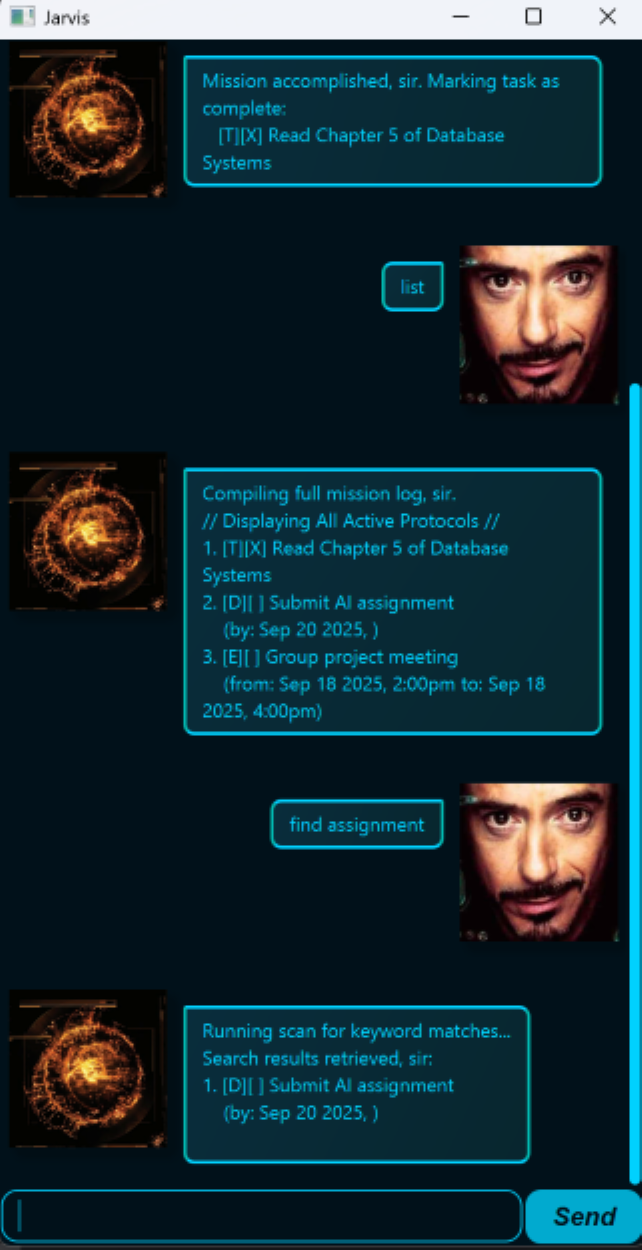 Jarvis
Mission accomplished, sir. Marking task as
complete:
[T][X] Read Chapter 5 of Database
Systems
list
Compiling full mission log, sir.
// Displaying All Active Protocols //
1. [T][X] Read Chapter 5 of Database
Systems
2. [D][ ] Submit AI assignment
(by: Sep 20 2025, )
3. [E][ ] Group project meeting
(from: Sep 18 2025, 2:00pm to: Sep 18
2025, 4:00pm)
find assignment
Running scan for keyword matches...
Search results retrieved, sir:
1. [D][ ] Submit AI assignment
(by: Sep 20 2025, )
Send